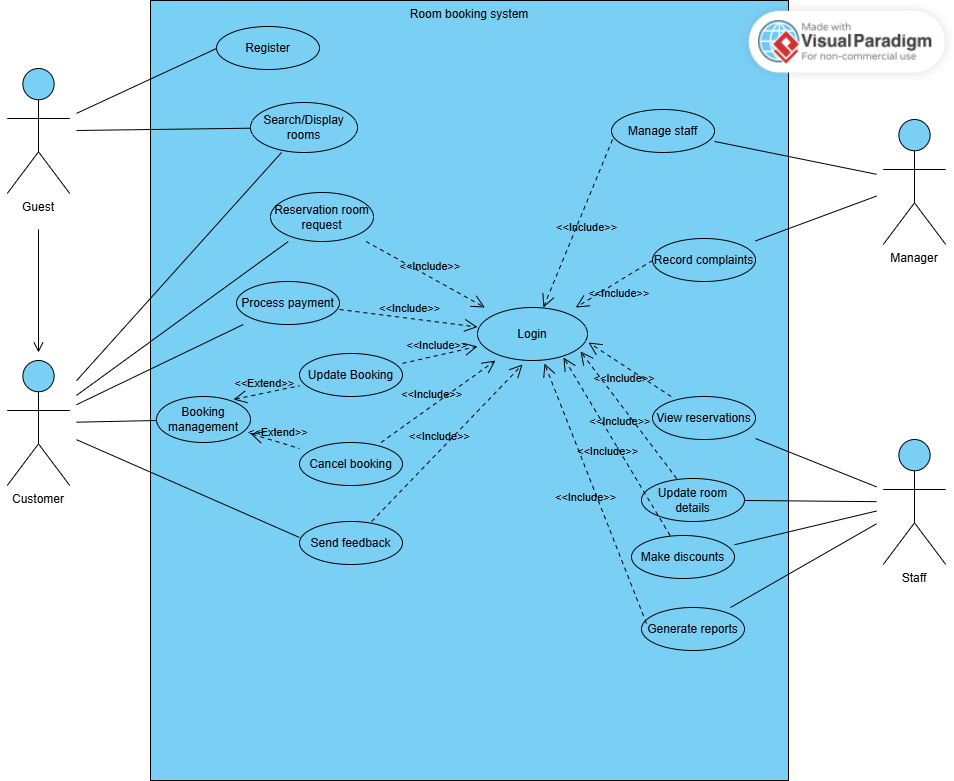 Room booking system
Made with
VisualParadigm
For non-commercial use
Register
Search/Display
rooms
Manage staff
Guest
Reservation room
request
<<Include>>
<<Include>>
Record complaints
Manager
<<Include>>
Process payment
<<Include>>
Login
<<Include>>
Update Booking
<<Extend>>
<<Include>>
<<Include>>
Booking
management
View reservations
<<Include>>
<<Extend>>
<<Include>>
Cancel booking
<<Include>>
Customer
Update room
details
<<Include>>
Send feedback
Make discounts
Staff
Generate reports